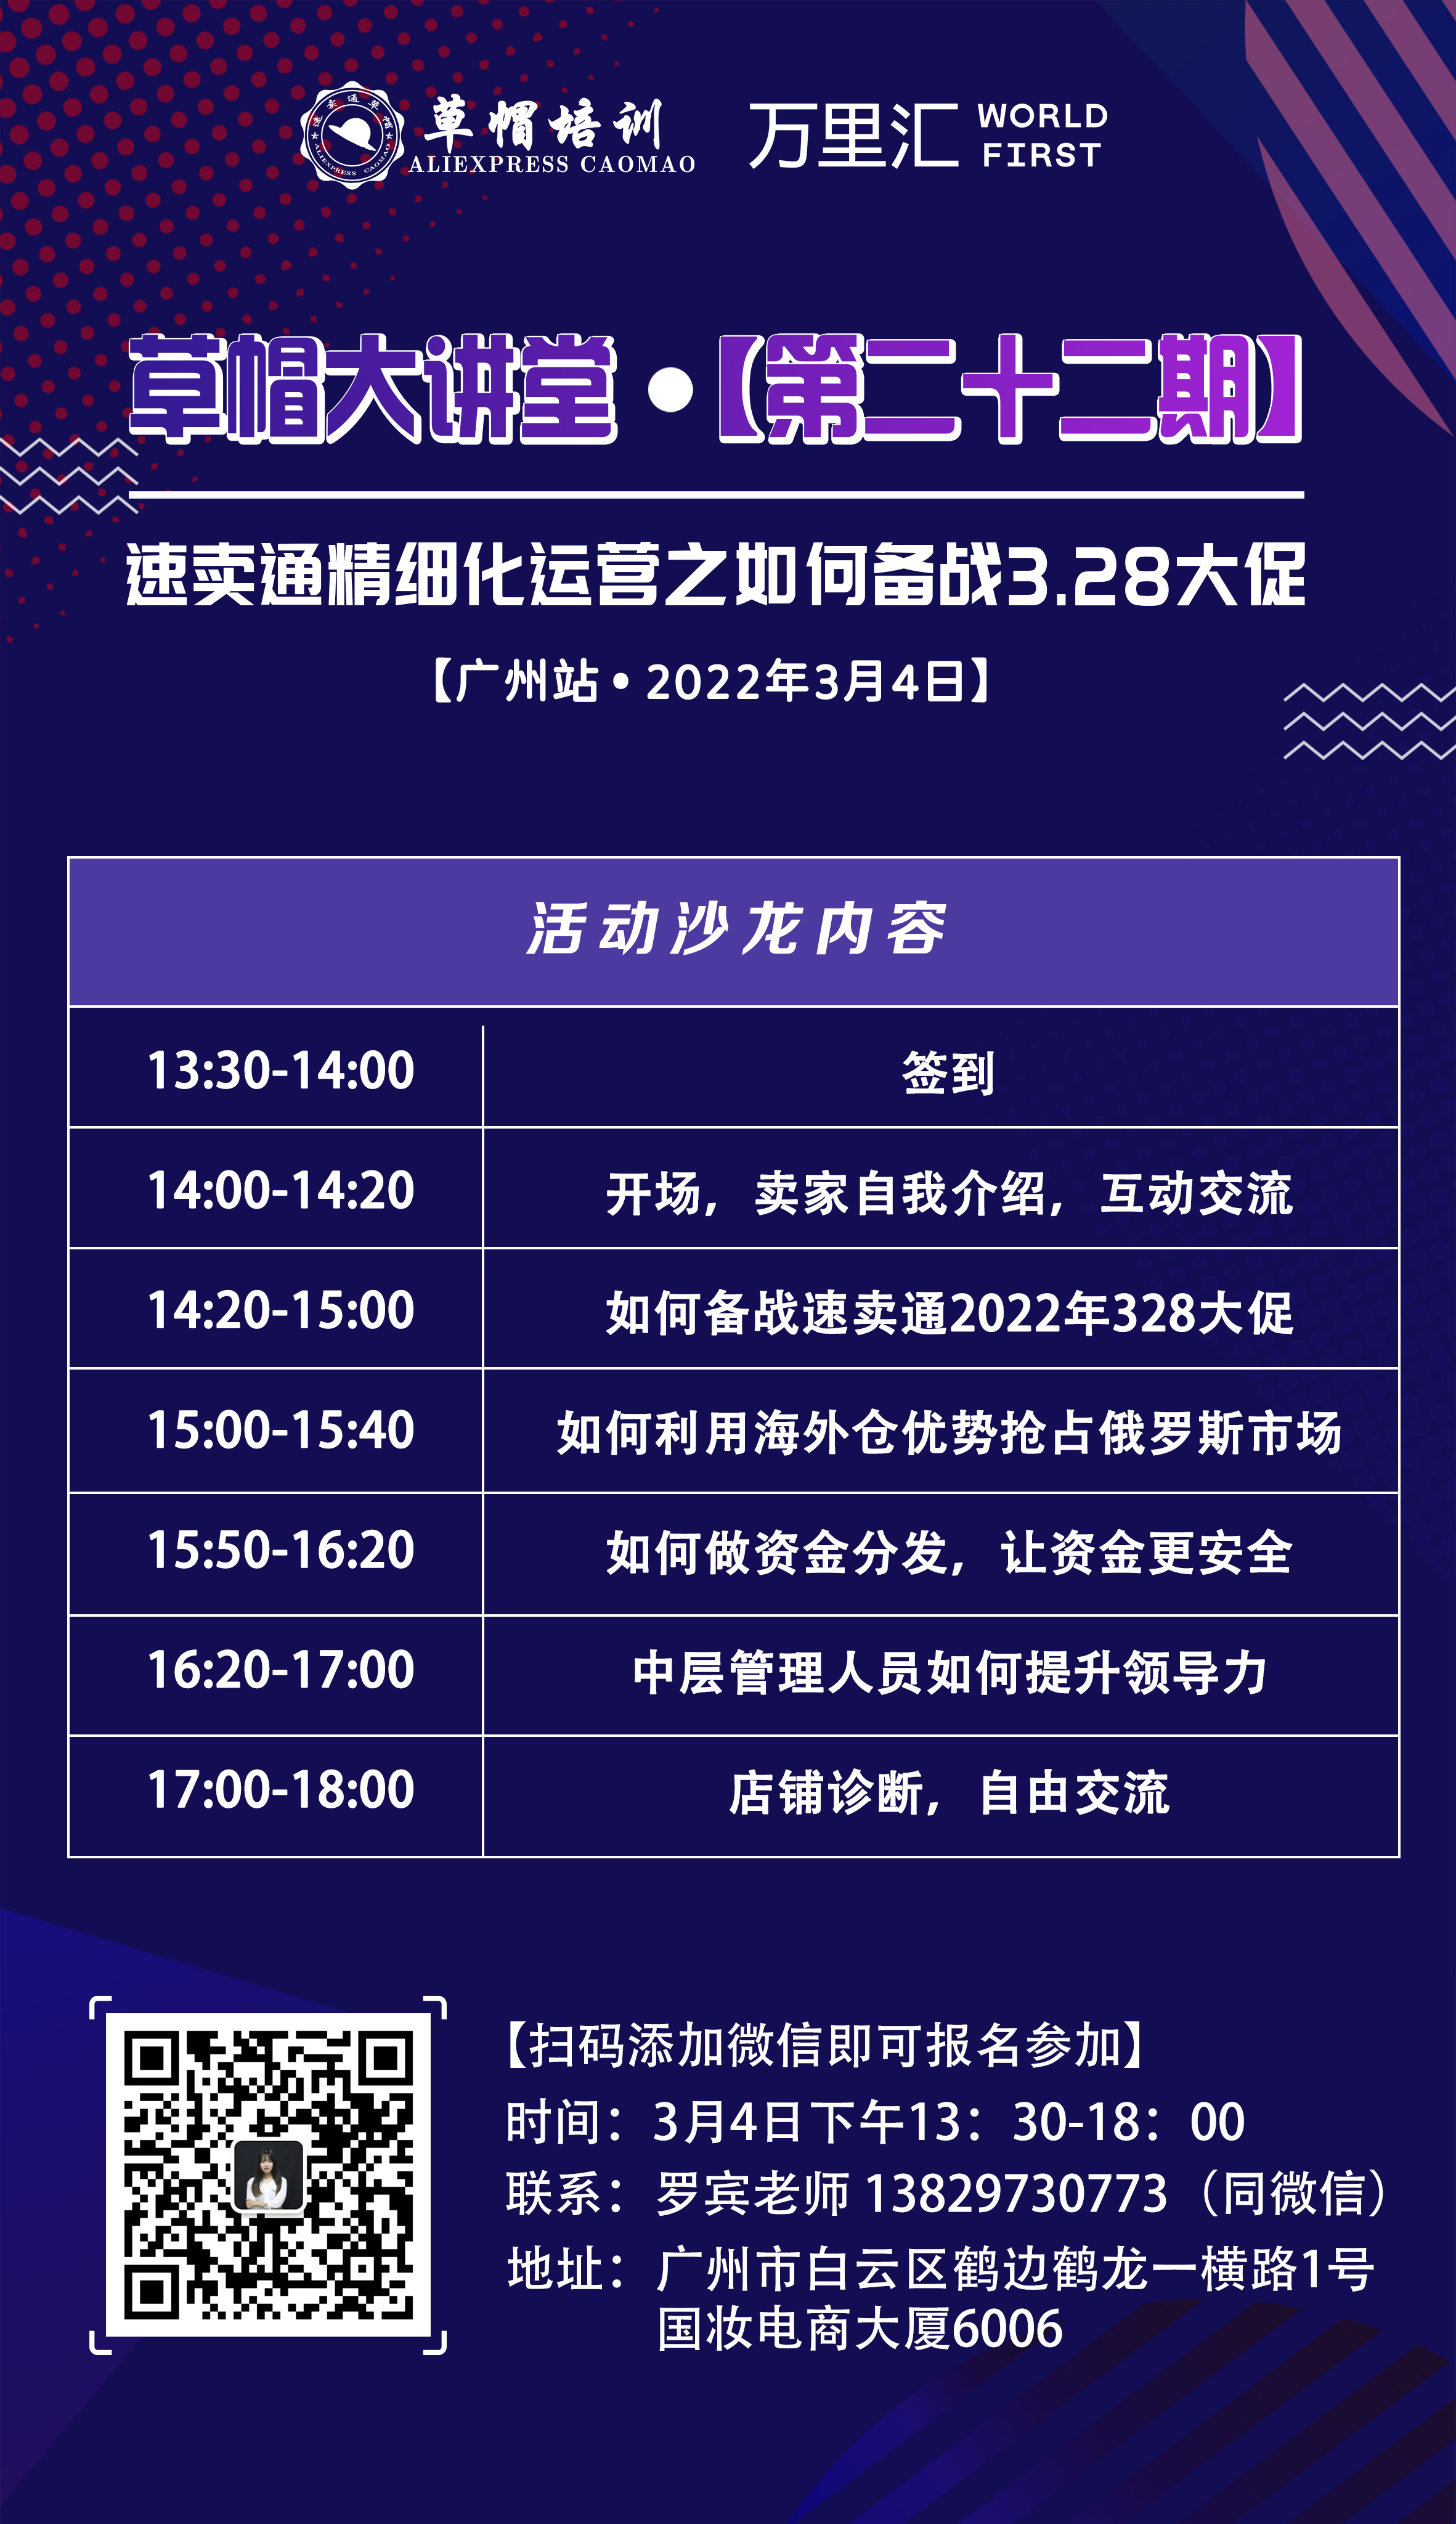 速卖通草帽
ALIEXPRESS CAOMAO
草帽培训
ALIEXPRESS CAOMAO
万里汇 WORLD FIRST
草帽大讲堂·【第二十二期】
速卖通精细化运营之如何备战3.28大促
【广州站·2022年3月4日】
活动沙龙内容
13:30-14:00 签到
14:00-14:20 开场，卖家自我介绍，互动交流
14:20-15:00 如何备战速卖通2022年328大促
15:00-15:40 如何利用海外仓优势抢占俄罗斯市场
15:50-16:20 如何做资金分发，让资金更安全
16:20-17:00 中层管理人员如何提升领导力
17:00-18:00 店铺诊断，自由交流
【扫码添加微信即可报名参加】
时间：3月4日下午13：30-18：00
联系：罗宾老师 13829730773（同微信）
地址：广州市白云区鹤边鹤龙一横路1号
国妆电商大厦6006